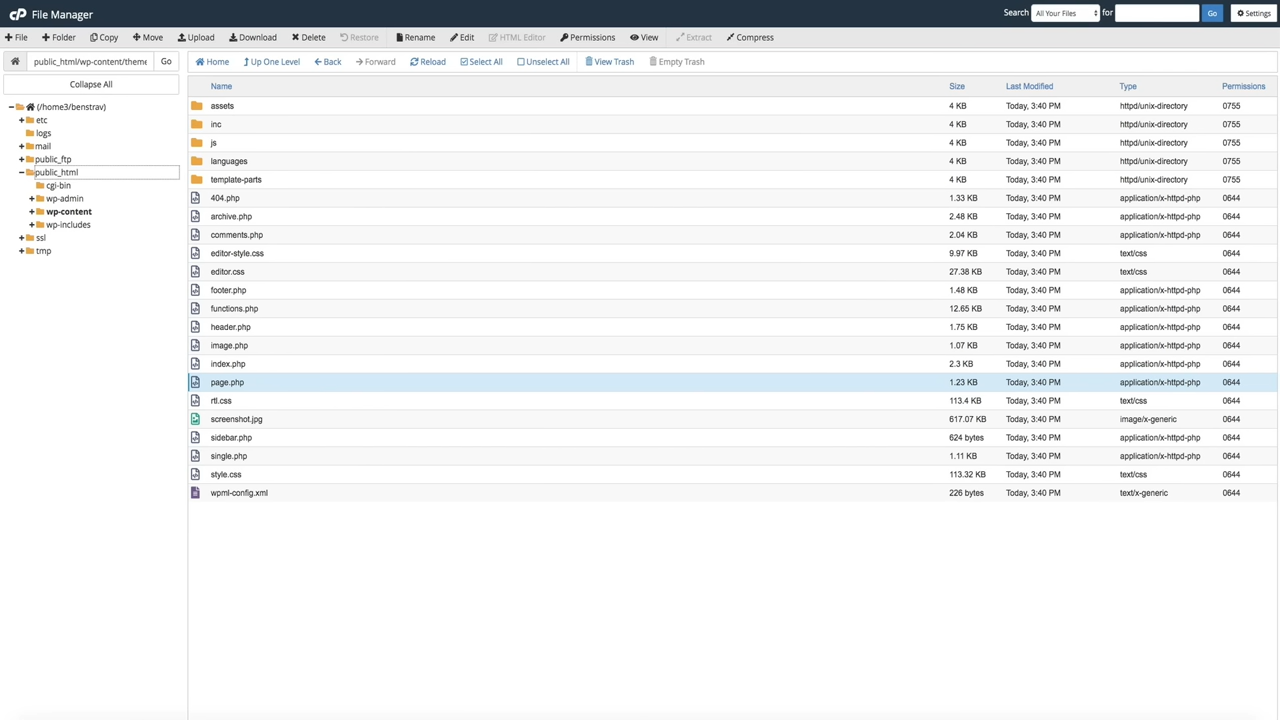 cP File Manager Search All Your Files for Go Settings
File Folder Copy Move Upload Download Delete Restore Rename Edit HTML Editor Permissions View Extract Compress
public_html/wp-content/theme Go Home Up One Level Back Forward Reload Select All Unselect All View Trash Empty Trash
Collapse All
(/home3/benstrav)
etc
logs
mail
public_ftp
public_html
cgi-bin
wp-admin
wp-content
wp-includes
ssl
tmp
Name Size Last Modified Type Permissions
assets 4 KB Today, 3:40 PM httpd/unix-directory 0755
inc 4 KB Today, 3:40 PM httpd/unix-directory 0755
js 4 KB Today, 3:40 PM httpd/unix-directory 0755
languages 4 KB Today, 3:40 PM httpd/unix-directory 0755
template-parts 4 KB Today, 3:40 PM httpd/unix-directory 0755
404.php 1.33 KB Today, 3:40 PM application/x-httpd-php 0644
archive.php 2.48 KB Today, 3:40 PM application/x-httpd-php 0644
comments.php 2.04 KB Today, 3:40 PM application/x-httpd-php 0644
editor-style.css 9.97 KB Today, 3:40 PM text/css 0644
editor.css 27.38 KB Today, 3:40 PM text/css 0644
footer.php 1.48 KB Today, 3:40 PM application/x-httpd-php 0644
functions.php 12.65 KB Today, 3:40 PM application/x-httpd-php 0644
header.php 1.75 KB Today, 3:40 PM application/x-httpd-php 0644
image.php 1.07 KB Today, 3:40 PM application/x-httpd-php 0644
index.php 2.3 KB Today, 3:40 PM application/x-httpd-php 0644
page.php 1.23 KB Today, 3:40 PM application/x-httpd-php 0644
rtl.css 113.4 KB Today, 3:40 PM text/css 0644
screenshot.jpg 617.07 KB Today, 3:40 PM image/x-generic 0644
sidebar.php 624 bytes Today, 3:40 PM application/x-httpd-php 0644
single.php 1.11 KB Today, 3:40 PM application/x-httpd-php 0644
style.css 113.32 KB Today, 3:40 PM text/css 0644
wpml-config.xml 226 bytes Today, 3:40 PM text/x-generic 0644